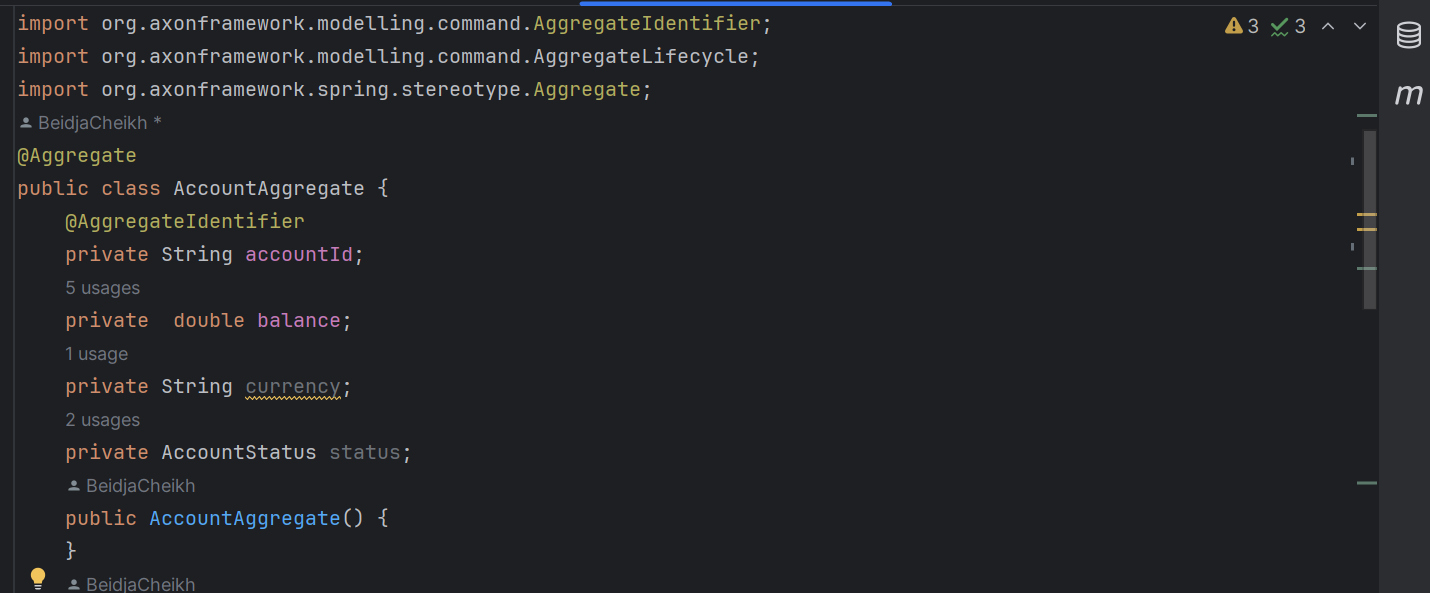 import org.axonframework.modelling.command.AggregateIdentifier;
3 3
import org.axonframework.modelling.command.AggregateLifecycle;
import org.axonframework.spring.stereotype.Aggregate;
m
BeidjaCheikh *
@Aggregate
public class AccountAggregate {
@AggregateIdentifier
private String accountId;
5 usages
private  double balance;
1 usage
private String currency;
2 usages
private AccountStatus status;
BeidjaCheikh
public AccountAggregate() {
}
BeidjaCheikh